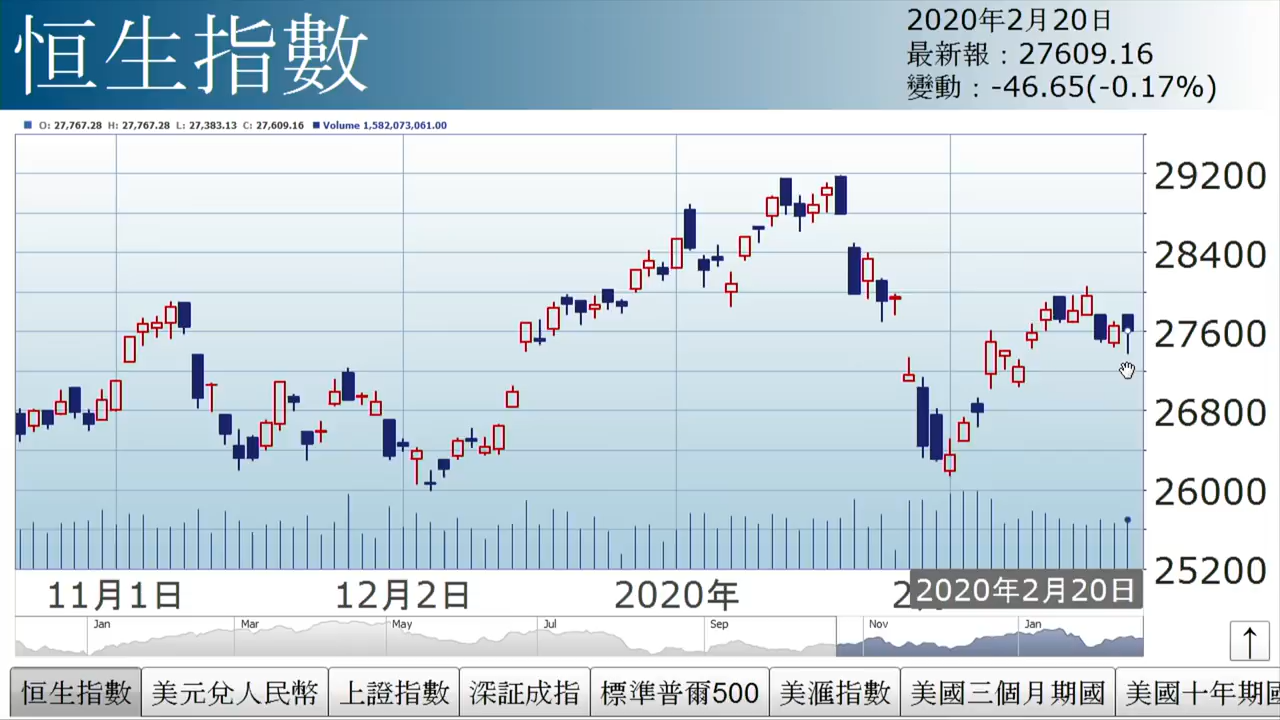 恒生指數
2020年2月20日
最新報：27609.16
變動：-46.65(-0.17%)
O: 27,767.28 H: 27,767.28 L: 27,383.13 C: 27,609.16 Volume 1,582,073,061.00
29200
28400
27600
26800
26000
25200
11月1日 12月2日 2020年 2020年2月20日
Jan Mar May Jul Sep Nov Jan
↑
恒生指數 美元兌人民幣 上證指數 深証成指 標準普爾500 美滙指數 美國三個月期國 美國十年期國